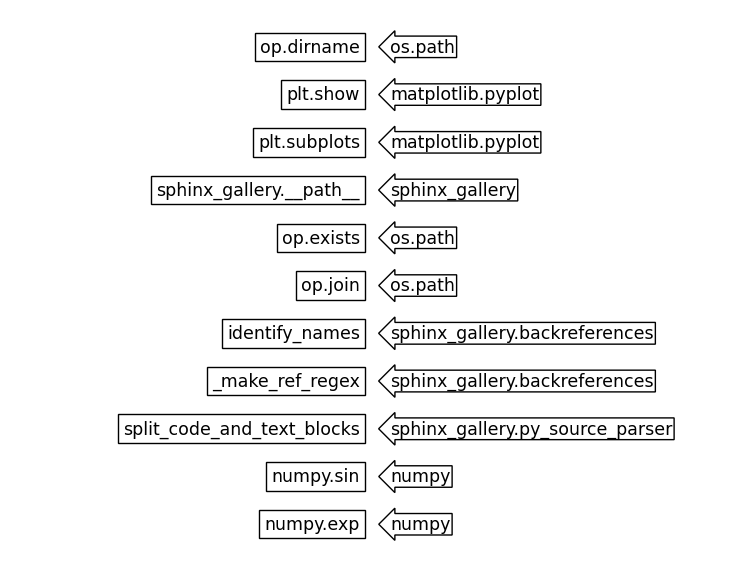 op.dirname os.path
plt.show matplotlib.pyplot
plt.subplots matplotlib.pyplot
sphinx_gallery.__path__ sphinx_gallery
op.exists os.path
op.join os.path
identify_names sphinx_gallery.backreferences
_make_ref_regex sphinx_gallery.backreferences
split_code_and_text_blocks sphinx_gallery.py_source_parser
numpy.sin numpy
numpy.exp numpy